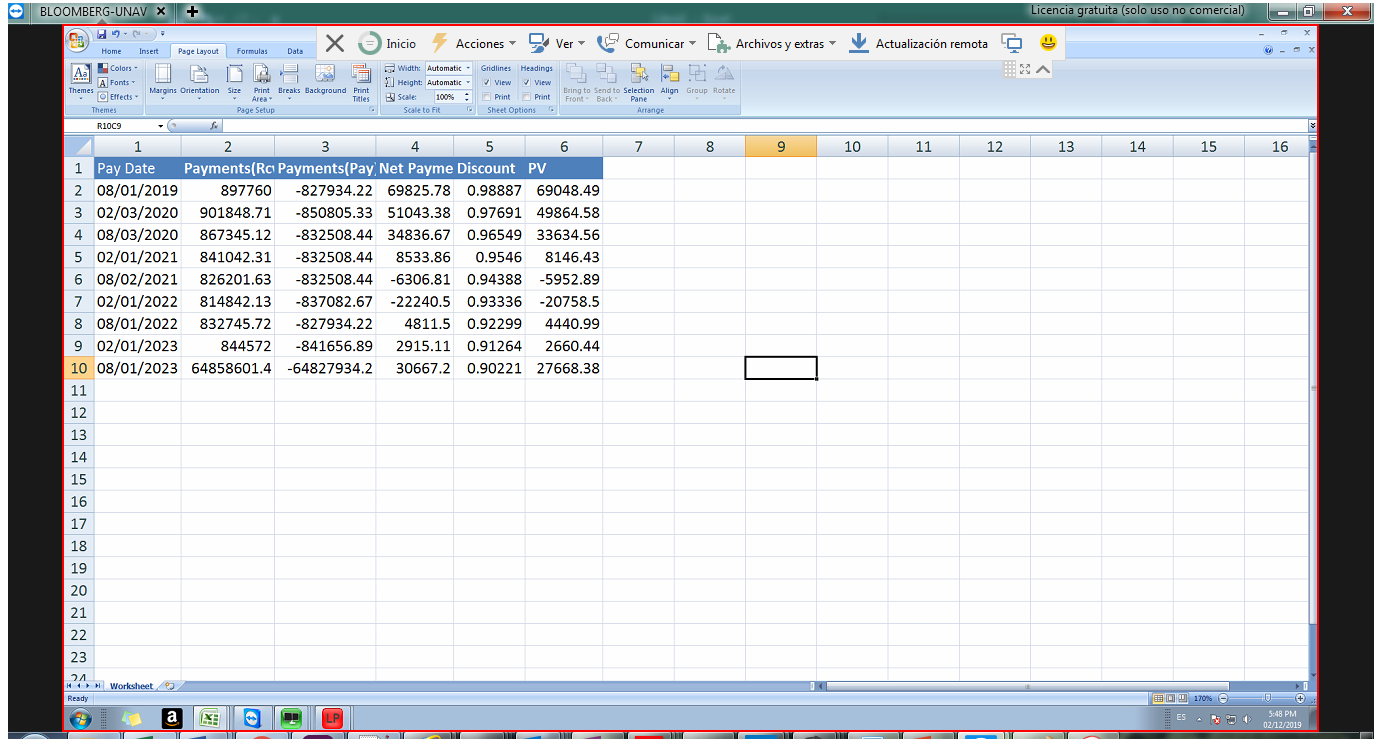 BLOOMBERG-UNAV
Licencia gratuita (solo uso no comercial)
Inicio Acciones Ver Comunicar Archivos y extras Actualización remota
Home Insert Page Layout Formulas Data
Colors Width: Automatic Gridlines Headings
Fonts Height: Automatic View View
Effects Scale: 100% Print Print
Themes Margins Orientation Size Print Area Breaks Background Print Titles Bring to Front Send to Back Selection Pane Align Group Rotate
Themes Page Setup Scale to Fit Sheet Options Arrange
R10C9 fx
1 2 3 4 5 6 7 8 9 10 11 12 13 14 15 16
1 Pay Date Payments(Rcv Payments(Pay Net Payme Discount PV
2 08/01/2019 897760 -827934.22 69825.78 0.98887 69048.49
3 02/03/2020 901848.71 -850805.33 51043.38 0.97691 49864.58
4 08/03/2020 867345.12 -832508.44 34836.67 0.96549 33634.56
5 02/01/2021 841042.31 -832508.44 8533.86 0.9546 8146.43
6 08/02/2021 826201.63 -832508.44 -6306.81 0.94388 -5952.89
7 02/01/2022 814842.13 -837082.67 -22240.5 0.93336 -20758.5
8 08/01/2022 832745.72 -827934.22 4811.5 0.92299 4440.99
9 02/01/2023 844572 -841656.89 2915.11 0.91264 2660.44
10 08/01/2023 64858601.4 -64827934.2 30667.2 0.90221 27668.38
11
12
13
14
15
16
17
18
19
20
21
22
23
24
Worksheet
Ready 170%
a LP ES 5:48 PM
02/12/2019